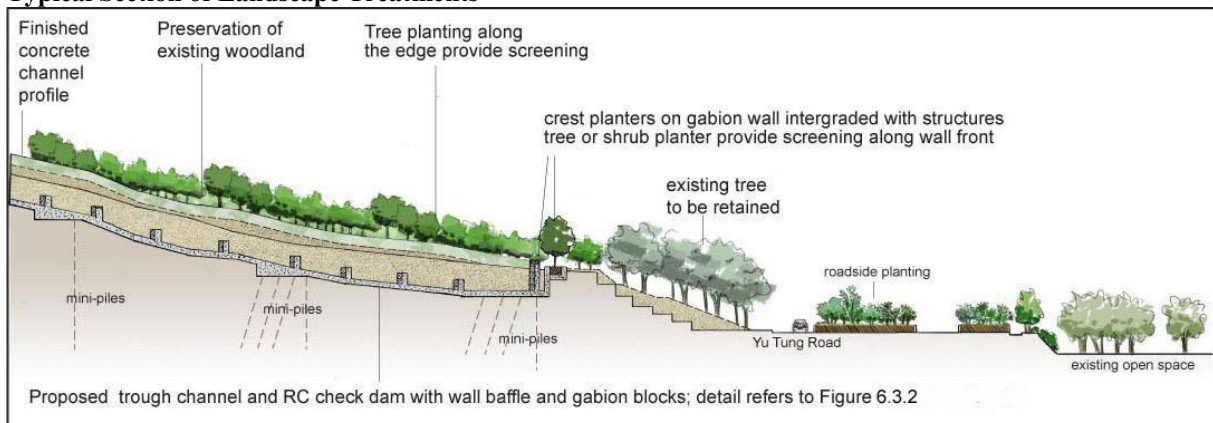 Typical Section of Landscape Treatments
Finished
concrete
channel
profile
Preservation of
existing woodland
Tree planting along
the edge provide screening
crest planters on gabion wall intergraded with structures
tree or shrub planter provide screening along wall front
existing tree
to be retained
roadside planting
mini-piles
mini-piles
mini-piles
Yu Tung Road
existing open space
Proposed trough channel and RC check dam with wall baffle and gabion blocks; detail refers to Figure 6.3.2